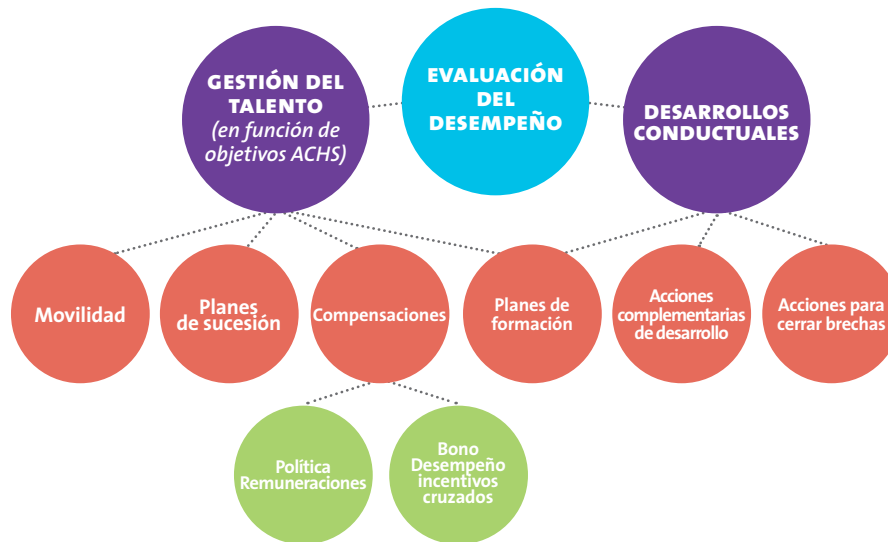 GESTIÓN DEL
TALENTO
(en función de
objetivos ACHS)
EVALUACIÓN
DEL
DESEMPEÑO
DESARROLLOS
CONDUCTUALES
Movilidad
Planes
de sucesión
Compensaciones
Planes de
formación
Acciones
complementarias
de desarrollo
Acciones para
cerrar brechas
Política
Remuneraciones
Bono
Desempeño
incentivos
cruzados